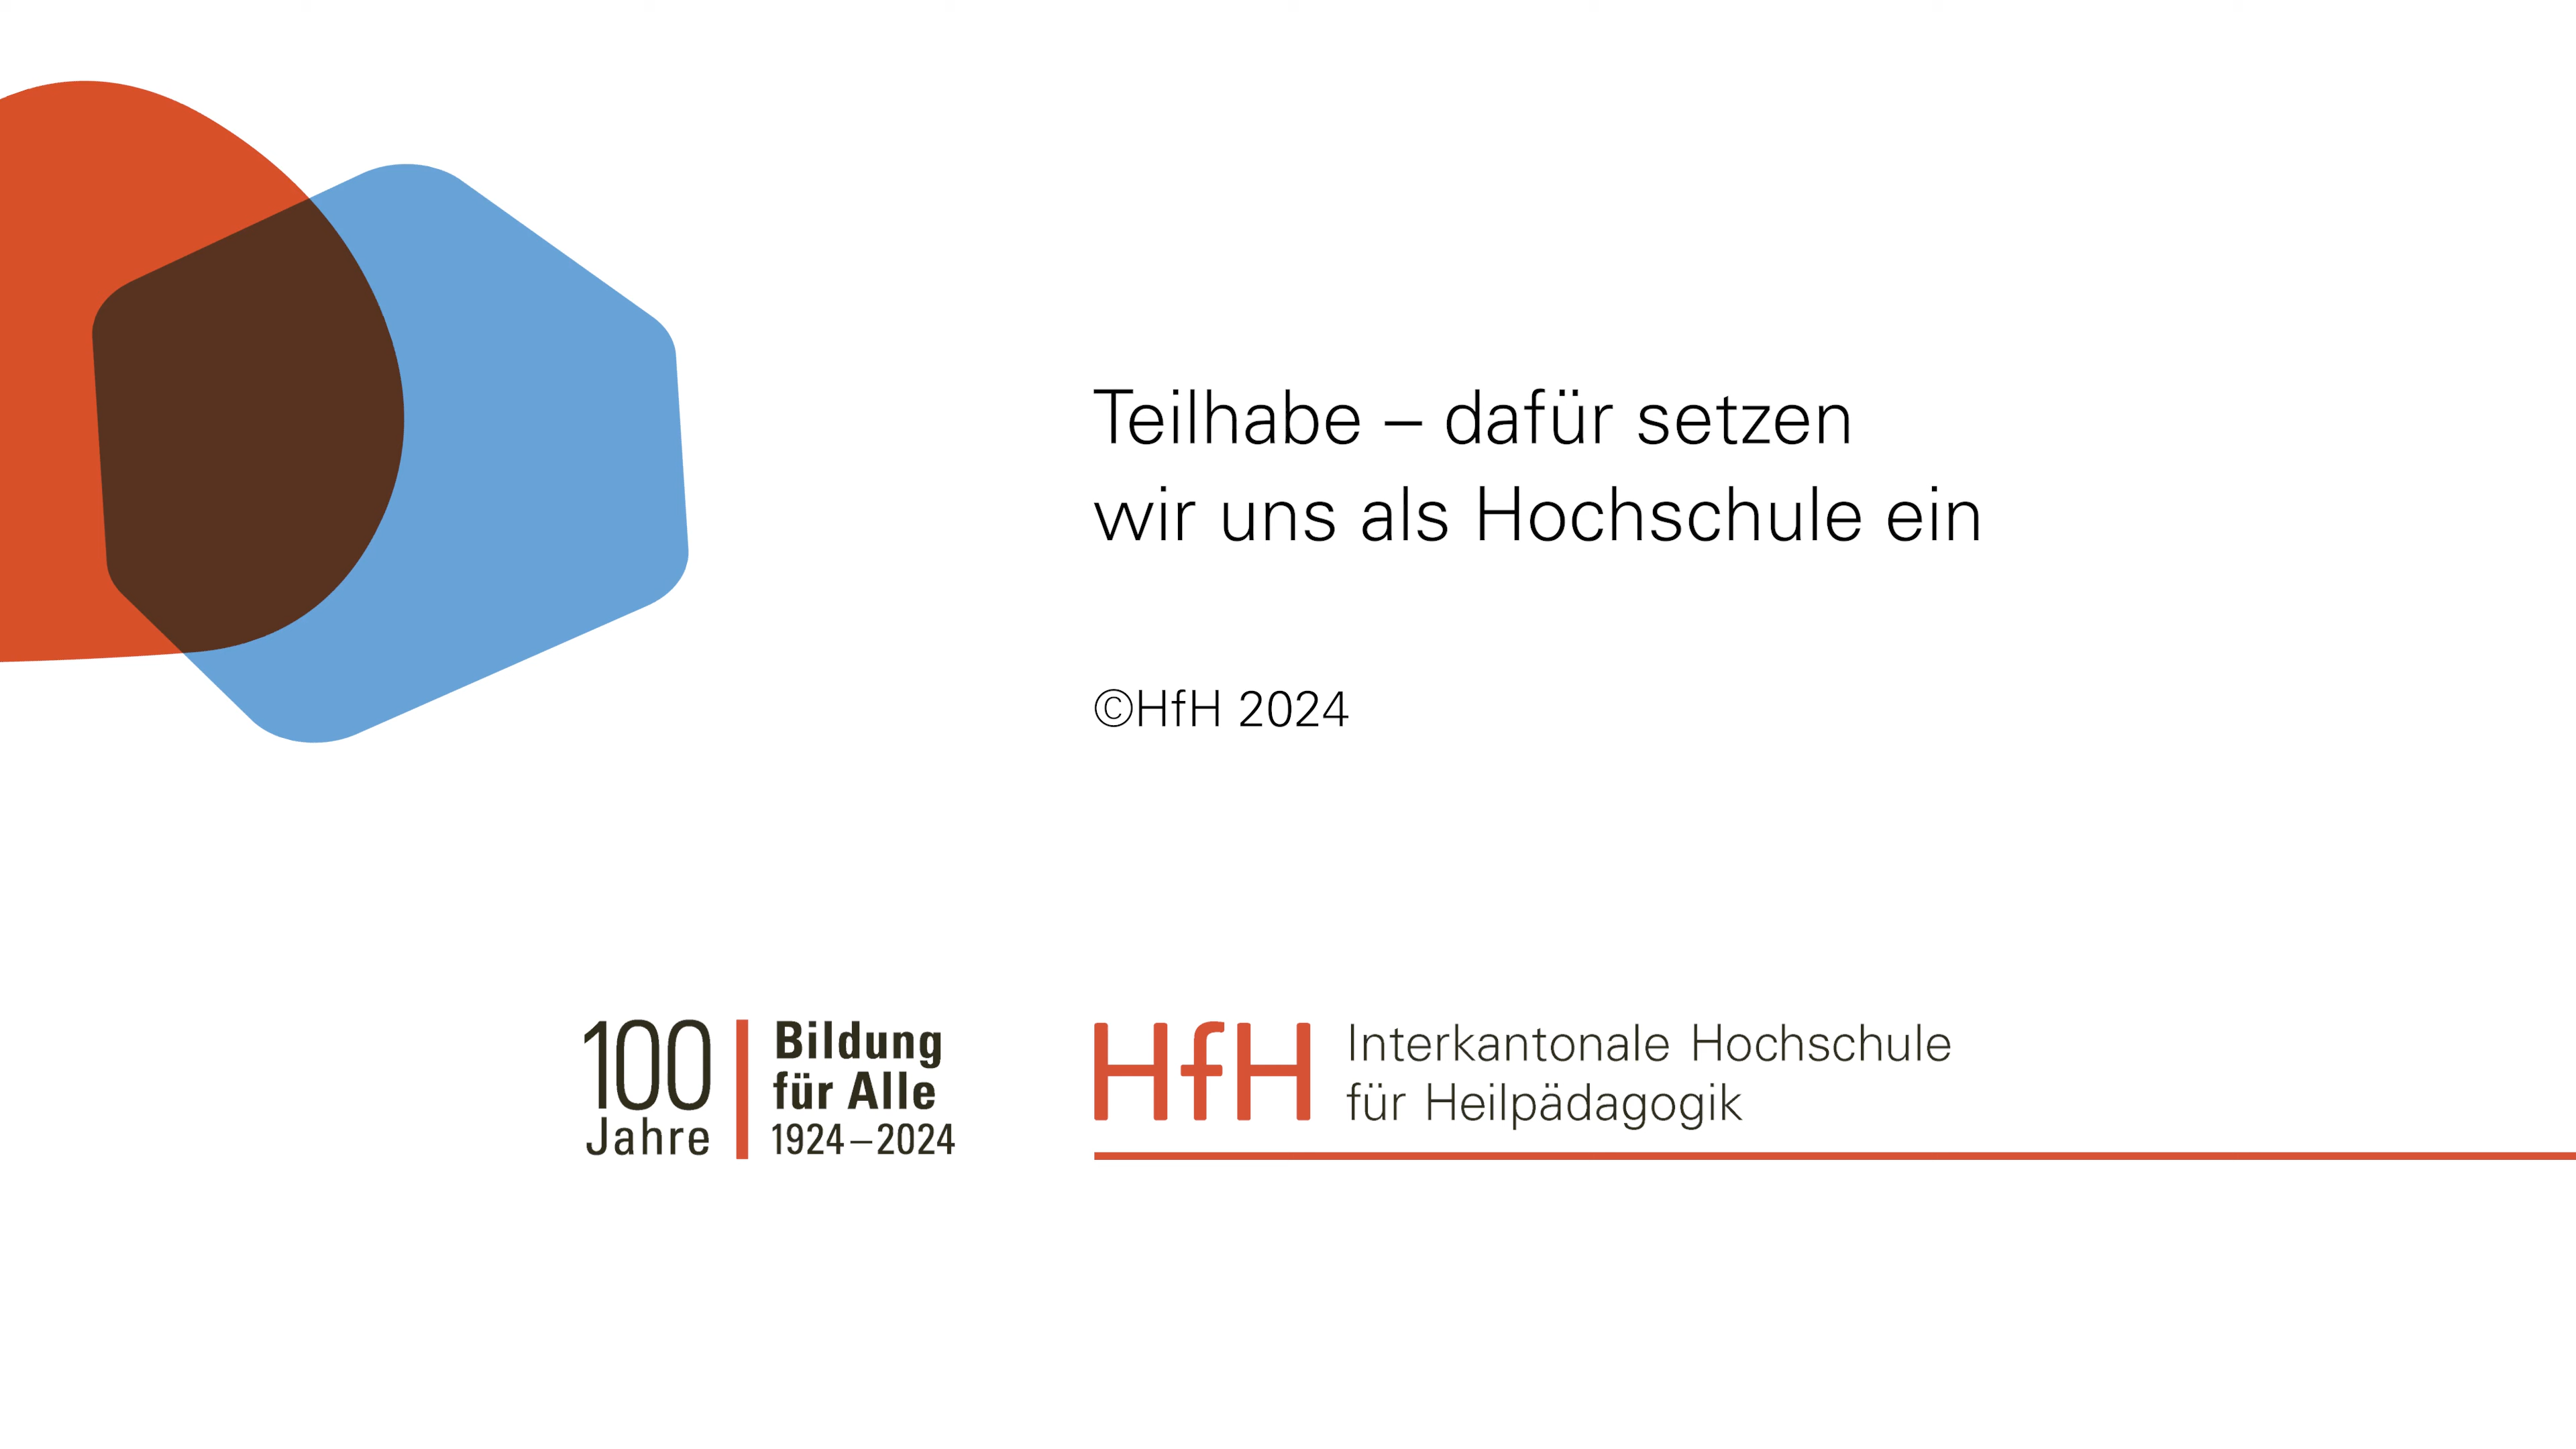 Teilhabe – dafür setzen
wir uns als Hochschule ein
©HfH 2024
100
Jahre
Bildung
für Alle
1924–2024
HfH
Interkantonale Hochschule
für Heilpädagogik